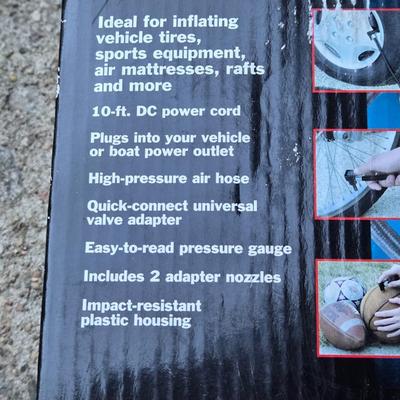 Ideal for inflating
vehicle tires,
sports equipment,
air mattresses, rafts
and more
10-ft. DC power cord
Plugs into your vehicle
or boat power outlet
High-pressure air hose
Quick-connect universal
valve adapter
Easy-to-read pressure gauge
Includes 2 adapter nozzles
Impact-resistant
plastic housing